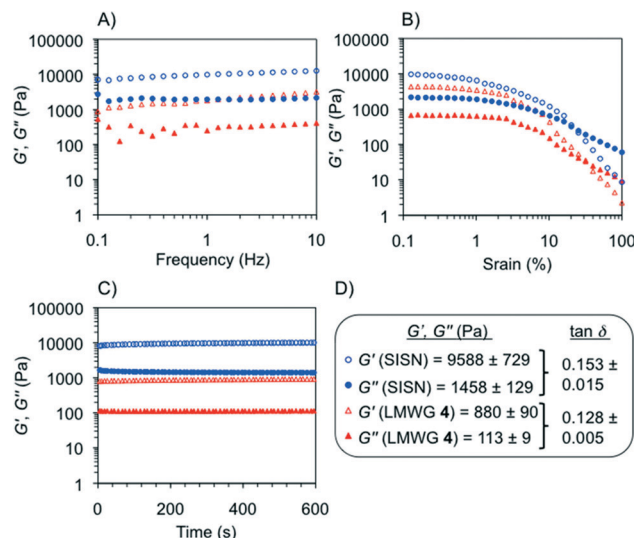 A)
100000
10000
1000
100
10
1
G′, G″ (Pa)
0.1
1
10
Frequency (Hz)
B)
100000
10000
1000
100
10
1
G′, G″ (Pa)
0.1
1
10
100
Srain (%)
C)
100000
10000
1000
100
10
1
G′, G″ (Pa)
0
200
400
600
Time (s)
D)
G′, G″ (Pa)
tan δ
G′ (SISN) = 9588 ± 729
G″ (SISN) = 1458 ± 129
0.153 ±
0.015
G′ (LMWG 4) = 880 ± 90
G″ (LMWG 4) = 113 ± 9
0.128 ±
0.005